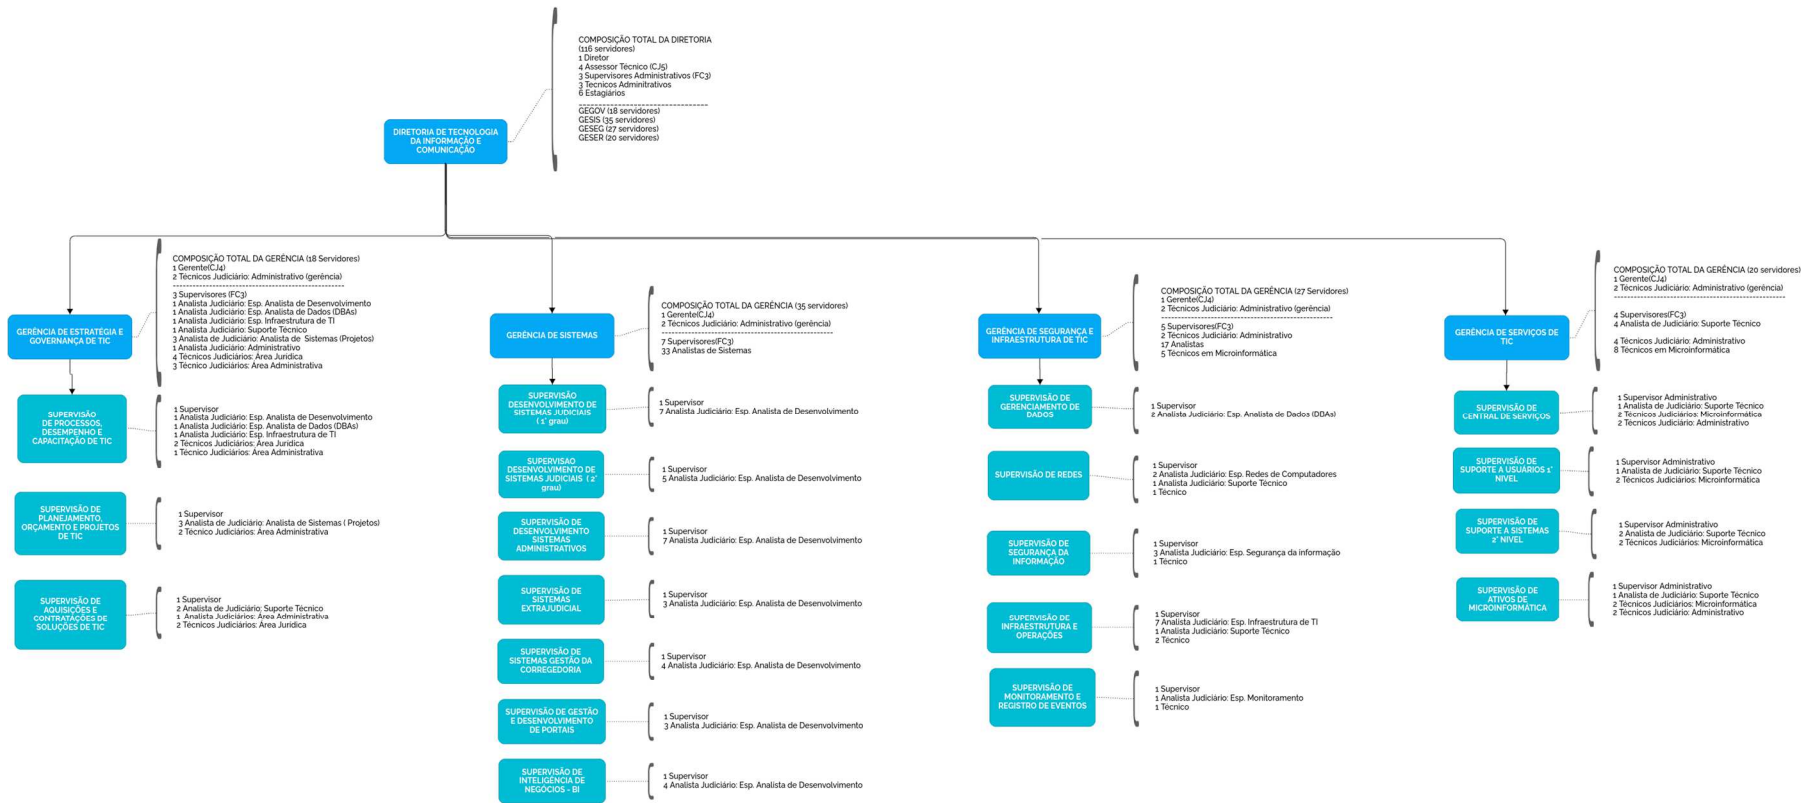 COMPOSIÇÃO TOTAL DA DIRETORIA
(116 servidores)
1 Diretor
4 Assessor Técnico (CJ5)
3 Supervisores Administrativos (FC3)
3 Tecnicos Adminitrativos
6 Estagiários
--------------------------------
GEGOV (18 servidores)
GESIS (35 servidores)
GESEG (27 servidores)
GESER (20 servidores)
DIRETORIA DE TECNOLOGIA
DA INFORMAÇÃO E
COMUNICAÇÃO
GERÊNCIA DE ESTRATÉGIA E
GOVERNANÇA DE TIC
COMPOSIÇÃO TOTAL DA GERÊNCIA (18 Servidores)
1 Gerente(CJ4)
2 Técnicos Judiciário: Administrativo (gerência)
--------------------------------
3 Supervisores (FC3)
1 Analista Judiciário: Esp. Analista de Desenvolvimento
1 Analista Judiciário: Esp. Analista de Dados (DBAs)
1 Analista Judiciário: Esp. Infraestrutura de TI
1 Analista Judiciário: Suporte Técnico
3 Analista de Judiciário: Analista de Sistemas (Projetos)
1 Analista Judiciário: Administrativo
4 Técnicos Judiciários: Área Jurídica
3 Técnico Judiciários: Área Administrativa
SUPERVISÃO
DE PROCESSOS,
DESEMPENHO E
CAPACITAÇÃO DE TIC
1 Supervisor
1 Analista Judiciário: Esp. Analista de Desenvolvimento
1 Analista Judiciário: Esp. Analista de Dados (DBAs)
1 Analista Judiciário: Esp. Infraestrutura de TI
2 Técnicos Judiciários: Área Jurídica
1 Técnico Judiciários: Área Administrativa
SUPERVISÃO DE
PLANEJAMENTO,
ORÇAMENTO E PROJETOS
DE TIC
1 Supervisor
3 Analista de Judiciário: Analista de Sistemas ( Projetos)
2 Técnico Judiciários: Área Administrativa
SUPERVISÃO DE
AQUISIÇÕES E
CONTRATAÇÕES DE
SOLUÇÕES DE TIC
1 Supervisor
2 Analista de Judiciário: Suporte Técnico
1 Analista Judiciários: Área Administrativa
2 Técnicos Judiciários: Área Jurídica
GERÊNCIA DE SISTEMAS
COMPOSIÇÃO TOTAL DA GERÊNCIA (35 servidores)
1 Gerente(CJ4)
2 Técnicos Judiciário: Administrativo (gerência)
--------------------------------
7 Supervisores(FC3)
33 Analistas de Sistemas
SUPERVISÃO
DESENVOLVIMENTO DE
SISTEMAS JUDICIAIS
( 1° grau)
1 Supervisor
7 Analista Judiciário: Esp. Analista de Desenvolvimento
SUPERVISAO
DESENVOLVIMENTO DE
SISTEMAS JUDICIAIS ( 2°
grau)
1 Supervisor
5 Analista Judiciário: Esp. Analista de Desenvolvimento
SUPERVISÃO DE
DESENVOLVIMENTO
SISTEMAS
ADMINISTRATIVOS
1 Supervisor
7 Analista Judiciário: Esp. Analista de Desenvolvimento
SUPERVISÃO DE
SISTEMAS
EXTRAJUDICIAL
1 Supervisor
3 Analista Judiciário: Esp. Analista de Desenvolvimento
SUPERVISÃO DE
SISTEMAS GESTÃO DA
CORREGEDORIA
1 Supervisor
4 Analista Judiciário: Esp. Analista de Desenvolvimento
SUPERVISÃO DE GESTÃO
E DESENVOLVIMENTO
DE PORTAIS
1 Supervisor
3 Analista Judiciário: Esp. Analista de Desenvolvimento
SUPERVISÃO DE
INTELIGÊNCIA DE
NEGÓCIOS - BI
1 Supervisor
4 Analista Judiciário: Esp. Analista de Desenvolvimento
GERÊNCIA DE SEGURANÇA E
INFRAESTRUTURA DE TIC
COMPOSIÇÃO TOTAL DA GERÊNCIA (27 Servidores)
1 Gerente(CJ4)
2 Técnicos Judiciário: Administrativo (gerência)
--------------------------------
5 Supervisores(FC3)
2 Técnicos Judiciário: Administrativo
17 Analistas
5 Técnicos em Microinformática
SUPERVISÃO DE
GERENCIAMENTO DE
DADOS
1 Supervisor
2 Analista Judiciário: Esp. Analista de Dados (DBAs)
SUPERVISÃO DE REDES
1 Supervisor
2 Analista Judiciário: Esp. Redes de Computadores
1 Analista Judiciário: Suporte Técnico
1 Técnico
SUPERVISÃO DE
SEGURANÇA DA
INFORMAÇÃO
1 Supervisor
3 Analista Judiciário: Esp. Segurança da informação
1 Técnico
SUPERVISÃO DE
INFRAESTRUTURA E
OPERAÇÕES
1 Supervisor
7 Analista Judiciário: Esp. Infraestrutura de TI
1 Analista Judiciário: Suporte Técnico
2 Técnico
SUPERVISÃO DE
MONITORAMENTO E
REGISTRO DE EVENTOS
1 Supervisor
1 Analista Judiciário: Esp. Monitoramento
1 Técnico
GERÊNCIA DE SERVIÇOS DE
TIC
COMPOSIÇÃO TOTAL DA GERÊNCIA (20 servidores)
1 Gerente(CJ4)
2 Técnicos Judiciário: Administrativo (gerência)
--------------------------------
4 Supervisores(FC3)
4 Analista de Judiciário: Suporte Técnico
4 Técnicos Judiciário: Administrativo
8 Técnicos em Microinformática
SUPERVISÃO DE
CENTRAL DE SERVIÇOS
1 Supervisor Administrativo
1 Analista de Judiciário: Suporte Técnico
2 Técnicos Judiciários: Microinformática
2 Técnicos Judiciário: Administrativo
SUPERVISÃO DE
SUPORTE A USUÁRIOS 1°
NIVEL
1 Supervisor Administrativo
1 Analista de Judiciário: Suporte Técnico
2 Técnicos Judiciários: Microinformática
SUPERVISÃO DE
SUPORTE A SISTEMAS
2° NIVEL
1 Supervisor Administrativo
2 Analista de Judiciário: Suporte Técnico
2 Técnicos Judiciários: Microinformática
SUPERVISÃO DE
ATIVOS DE
MICROINFORMÁTICA
1 Supervisor Administrativo
1 Analista de Judiciário: Suporte Técnico
2 Técnicos Judiciários: Microinformática
2 Técnicos Judiciário: Administrativo